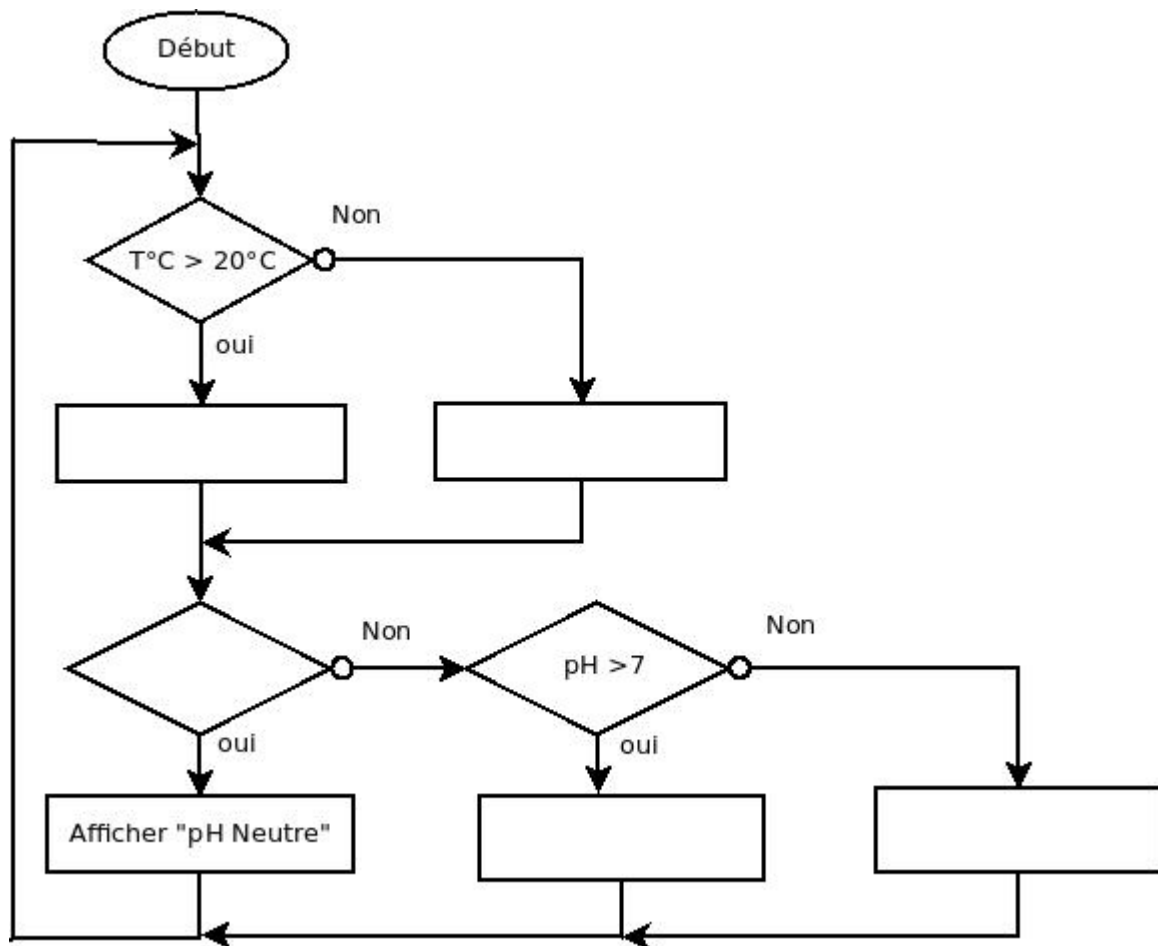 Début
Non
T°C > 20°C
oui
Non
pH >7
Non
oui
oui
Afficher "pH Neutre"